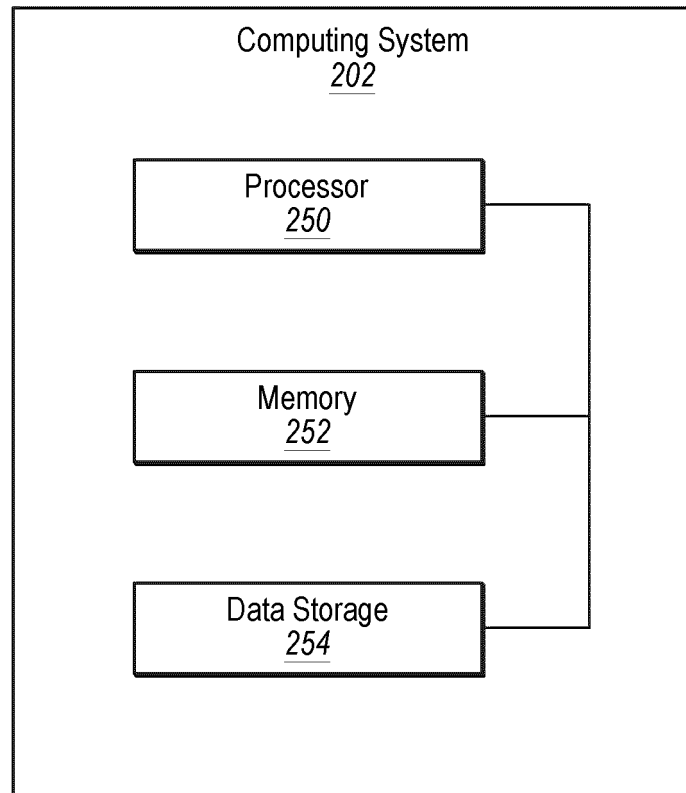 Computing System
202
Processor
250
Memory
252
Data Storage
254